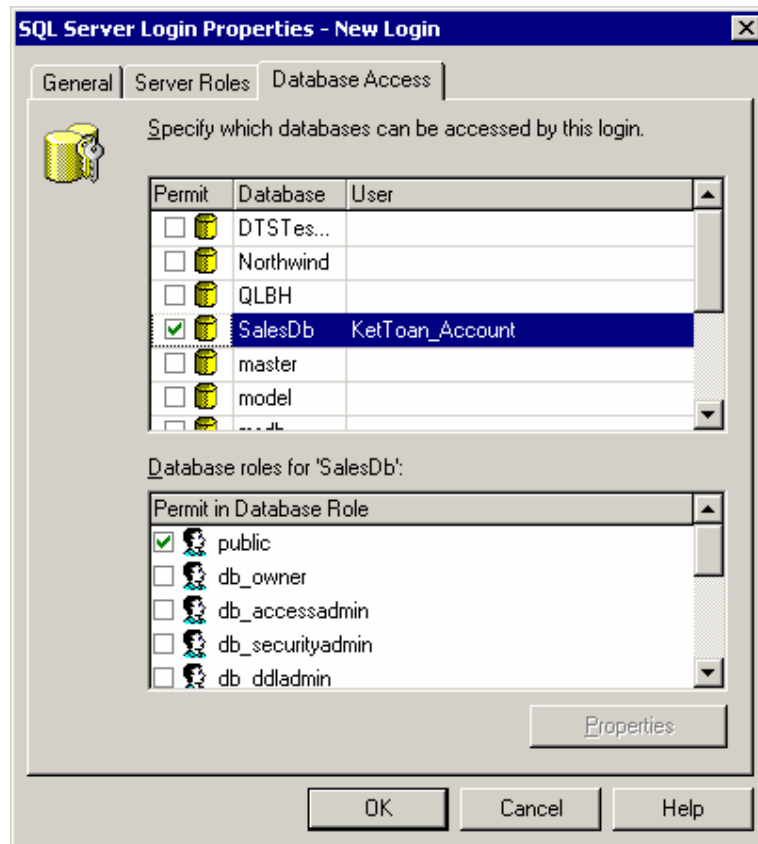 SQL Server Login Properties - New Login
General Server Roles Database Access
Specify which databases can be accessed by this login.
Permit Database User
DTSTes...
Northwind
QLBH
SalesDb KetToan_Account
master
model
Database roles for 'SalesDb':
Permit in Database Role
public
db_owner
db_accessadmin
db_securityadmin
db_ddladmin
Properties
OK Cancel Help